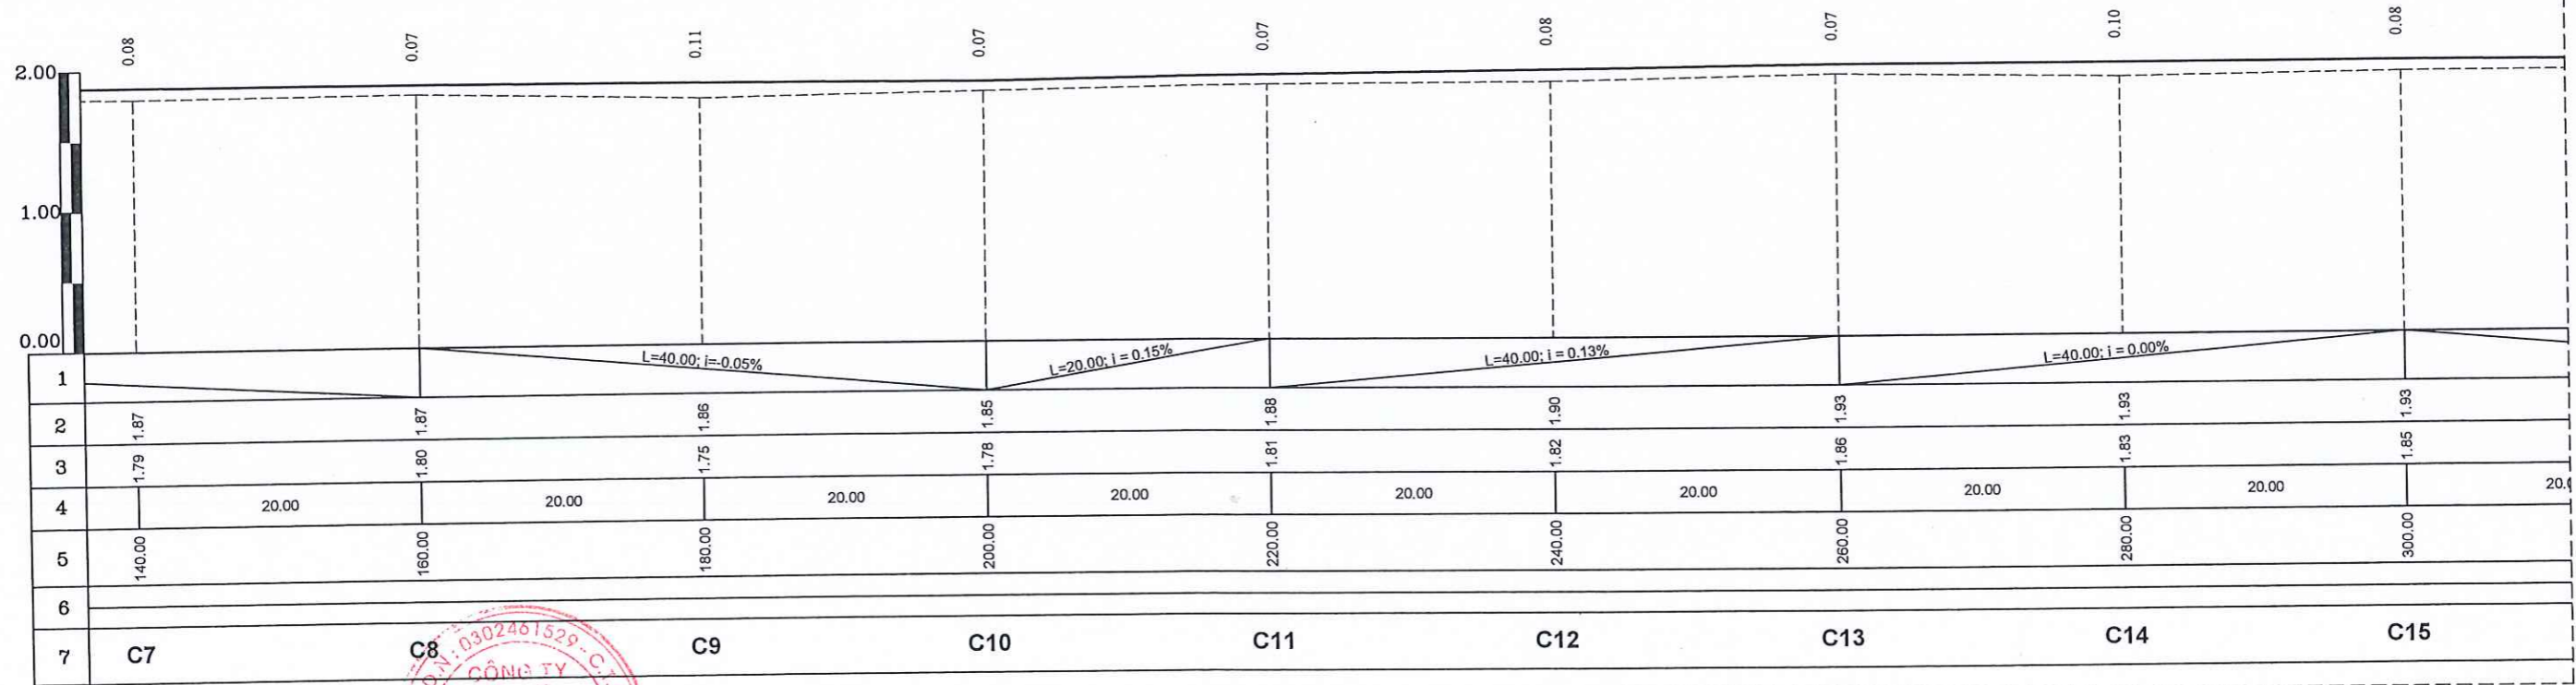 0.08 0.07 0.11 0.07 0.07 0.08 0.07 0.10 0.08
2.00
1.00
0.00
1 L=40.00; i=-0.05% L=20.00; i = 0.15% L=40.00; i = 0.13% L=40.00; i = 0.00%
2 1.87 1.87 1.86 1.85 1.88 1.90 1.93 1.93 1.93
3 1.79 1.80 1.75 1.78 1.81 1.82 1.86 1.83 1.85
4 20.00 20.00 20.00 20.00 20.00 20.00 20.00 20.00
5 140.00 160.00 180.00 200.00 220.00 240.00 260.00 280.00 300.00
6
7 C7 C8 C9 C10 C11 C12 C13 C14 C15
0302461529
CÔNG TY